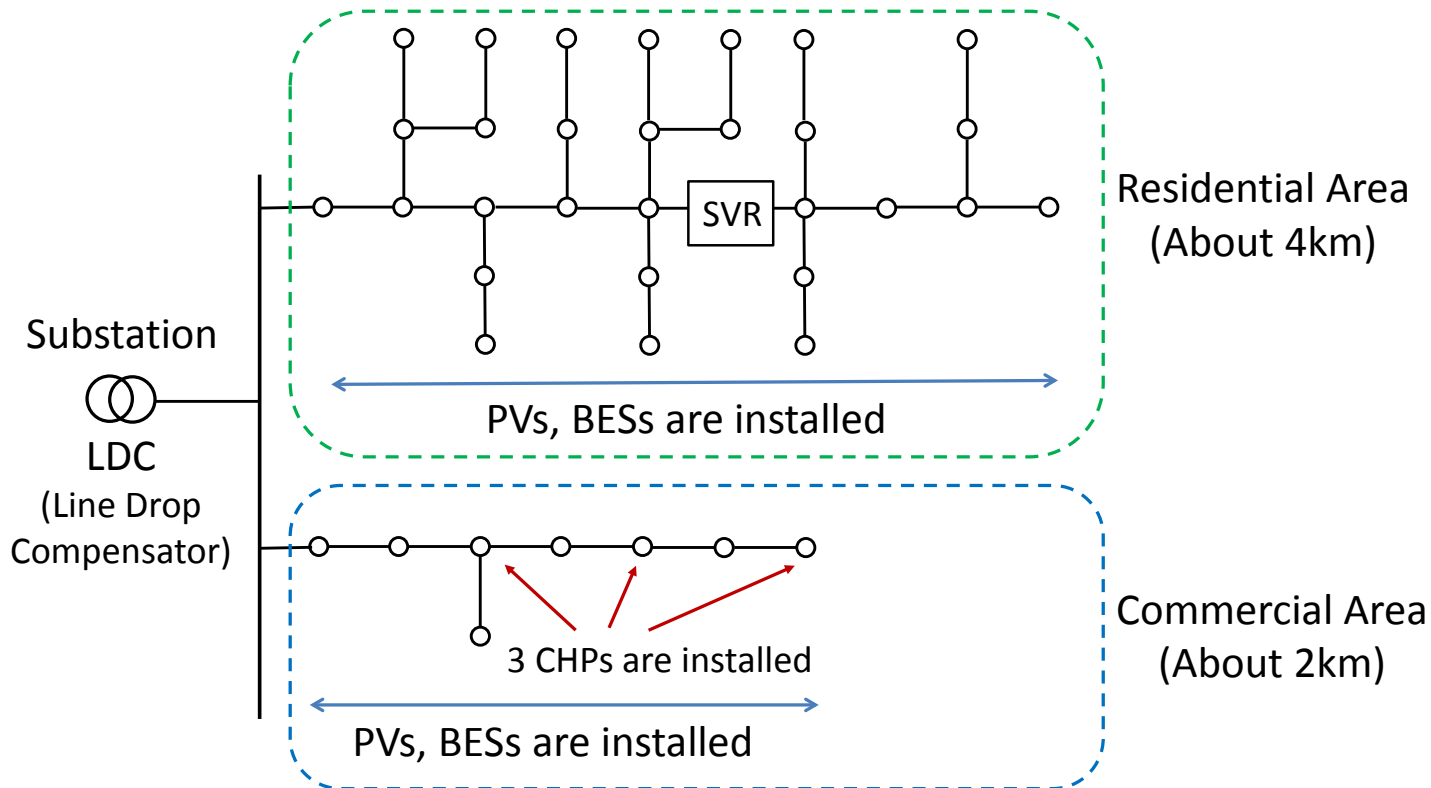 SVR
Residential Area
(About 4km)
Substation
LDC
(Line Drop
Compensator)
PVs, BESs are installed
3 CHPs are installed
Commercial Area
(About 2km)
PVs, BESs are installed